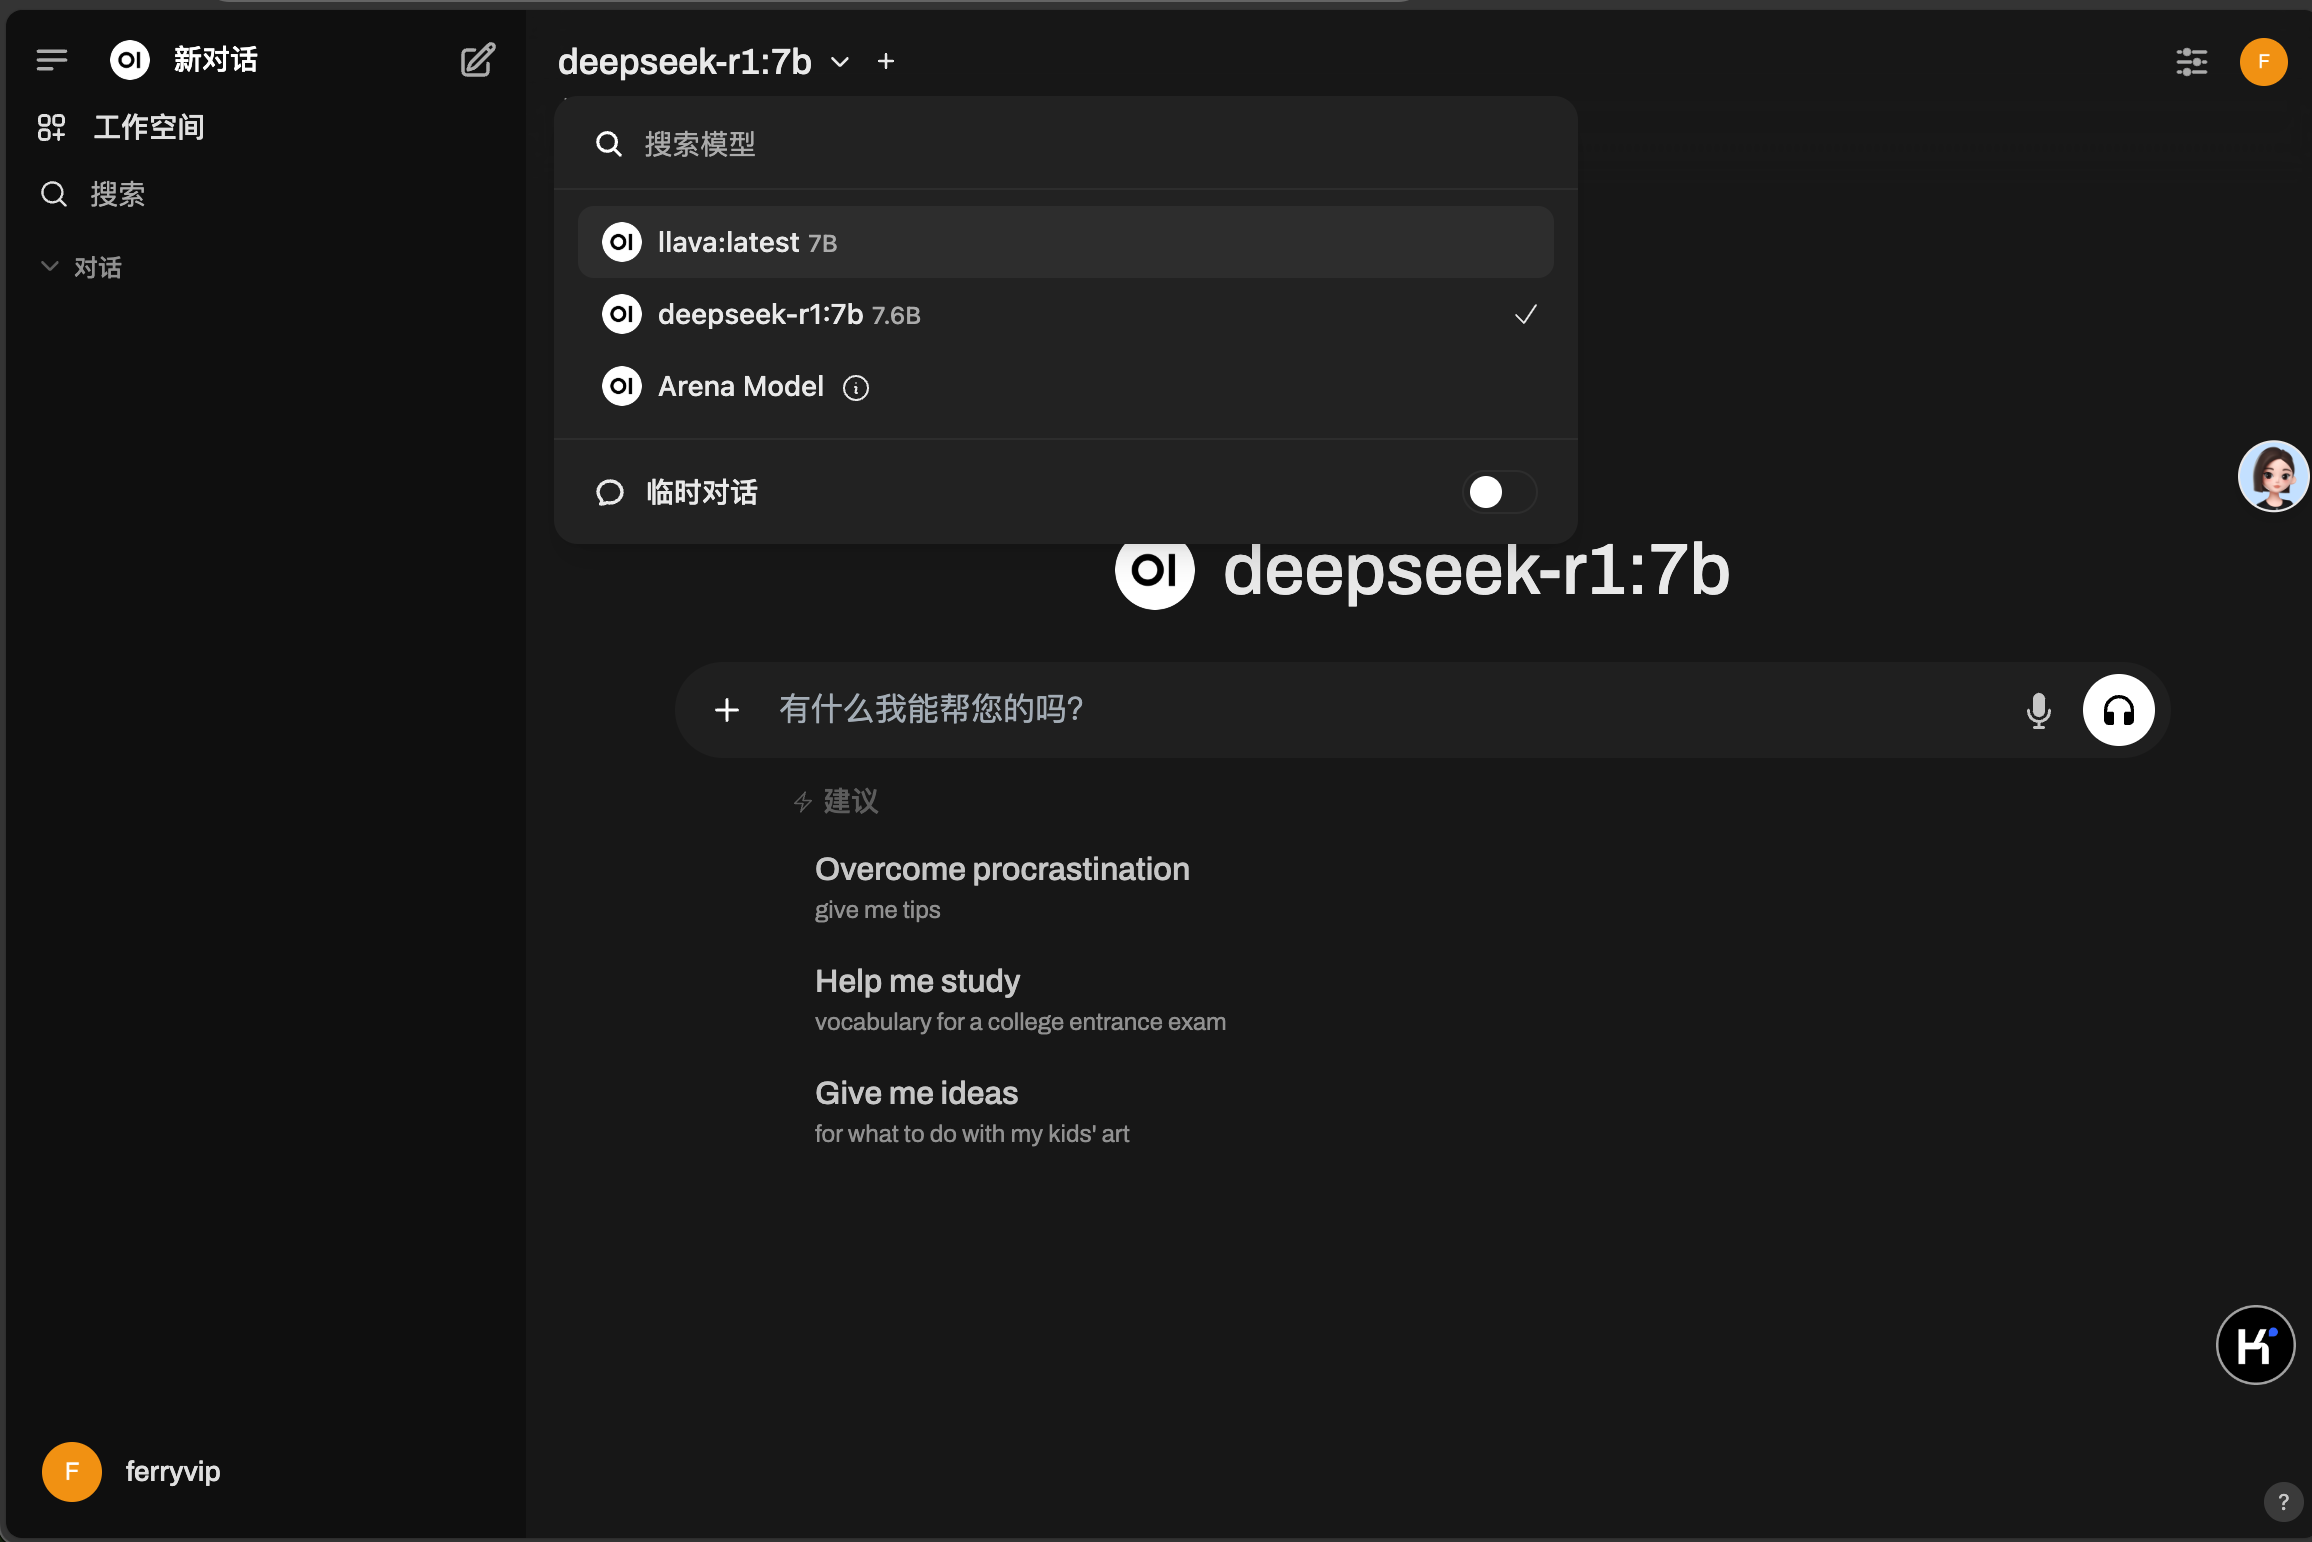 OI 新对话
工作空间
搜索
对话
F ferryvip
deepseek-r1:7b
F
搜索模型
OI llava:latest 7B
OI deepseek-r1:7b 7.6B
OI Arena Model
临时对话
OI deepseek-r1:7b
有什么我能帮您的吗?
建议
Overcome procrastination
give me tips
Help me study
vocabulary for a college entrance exam
Give me ideas
for what to do with my kids' art
K
?